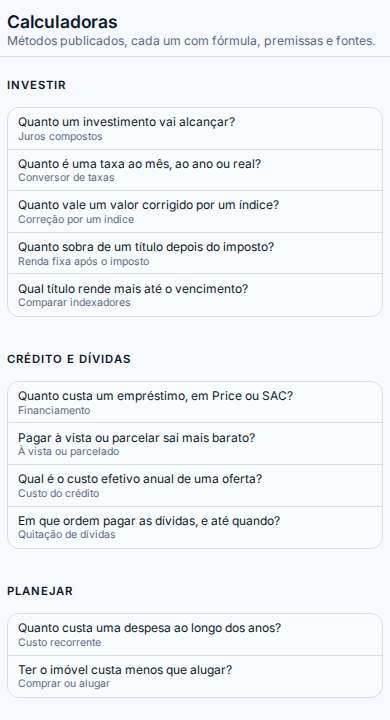 Calculadoras
Métodos publicados, cada um com fórmula, premissas e fontes.
INVESTIR
Quanto um investimento vai alcançar?
Juros compostos
Quanto é uma taxa ao mês, ao ano ou real?
Conversor de taxas
Quanto vale um valor corrigido por um índice?
Correção por um índice
Quanto sobra de um título depois do imposto?
Renda fixa após o imposto
Qual título rende mais até o vencimento?
Comparar indexadores
CRÉDITO E DÍVIDAS
Quanto custa um empréstimo, em Price ou SAC?
Financiamento
Pagar à vista ou parcelar sai mais barato?
À vista ou parcelado
Qual é o custo efetivo anual de uma oferta?
Custo do crédito
Em que ordem pagar as dívidas, e até quando?
Quitação de dívidas
PLANEJAR
Quanto custa uma despesa ao longo dos anos?
Custo recorrente
Ter o imóvel custa menos que alugar?
Comprar ou alugar